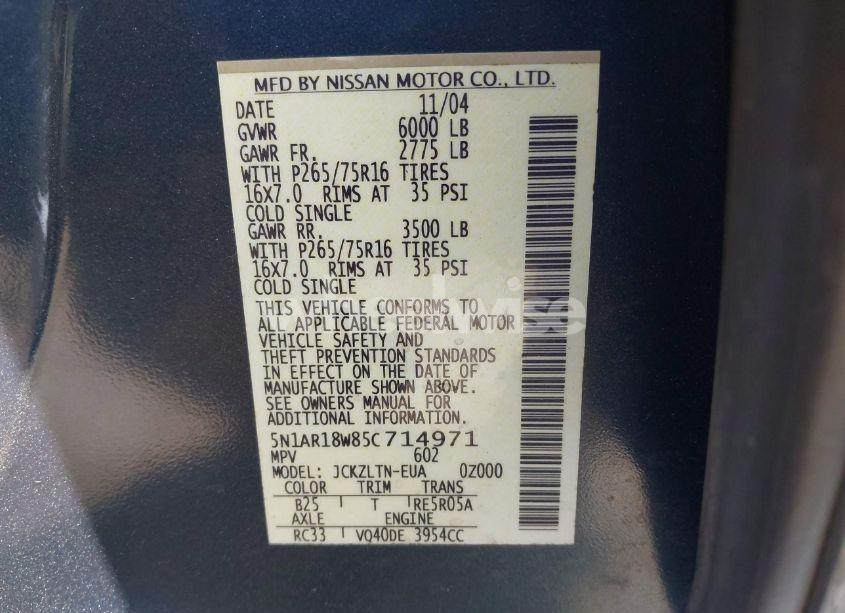 MFD BY NISSAN MOTOR CO., LTD.
DATE 11/04
GVWR 6000 LB
GAWR FR. 2775 LB
WITH P265/75R16 TIRES
16X7.0 RIMS AT 35 PSI
COLD SINGLE
GAWR RR. 3500 LB
WITH P265/75R16 TIRES
16X7.0 RIMS AT 35 PSI
COLD SINGLE
THIS VEHICLE CONFORMS TO
ALL APPLICABLE FEDERAL MOTOR
VEHICLE SAFETY AND
THEFT PREVENTION STANDARDS
IN EFFECT ON THE DATE OF
MANUFACTURE SHOWN ABOVE.
SEE OWNERS MANUAL FOR
ADDITIONAL INFORMATION.
5N1AR18W85C714971
MPV 602
MODEL: JCKZLTN-EUA 0Z000
COLOR TRIM TRANS
B25 T RE5R05A
AXLE ENGINE
RC33 VQ40DE 3954CC